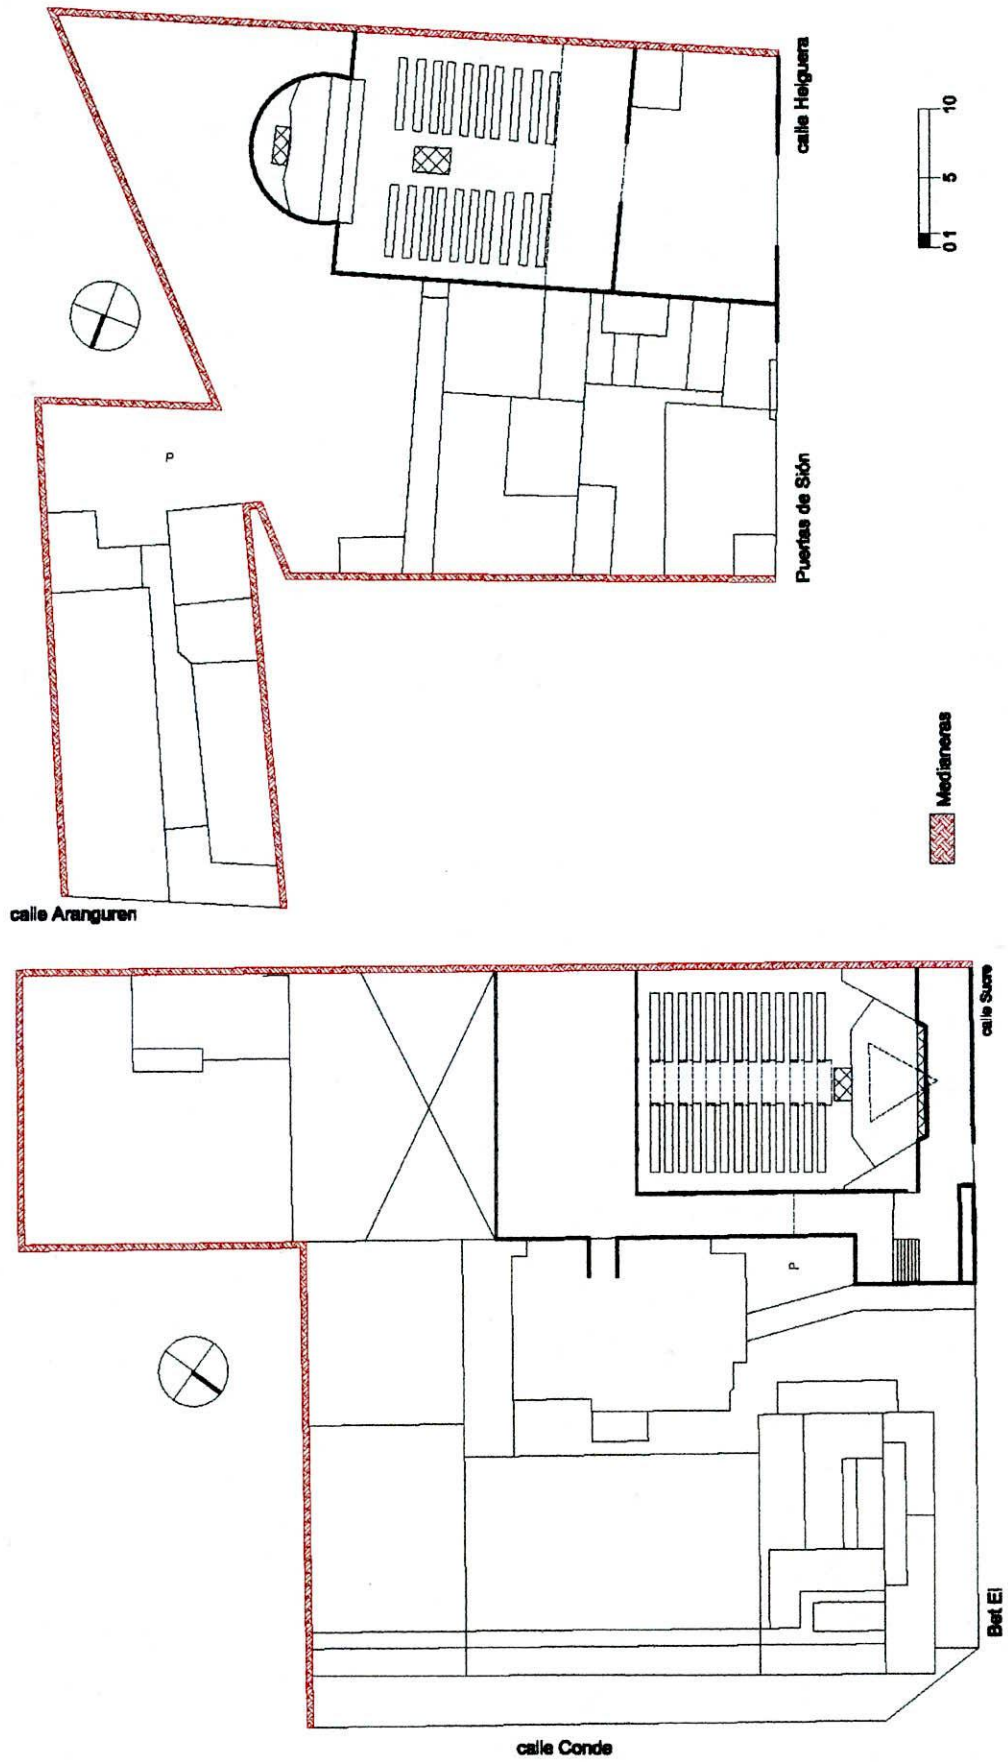 calle Helguera
0 1 5 10
P
Puertas de Sión
calle Aranguren
Medianeras
calle Sucre
P
Bet El
calle Conde